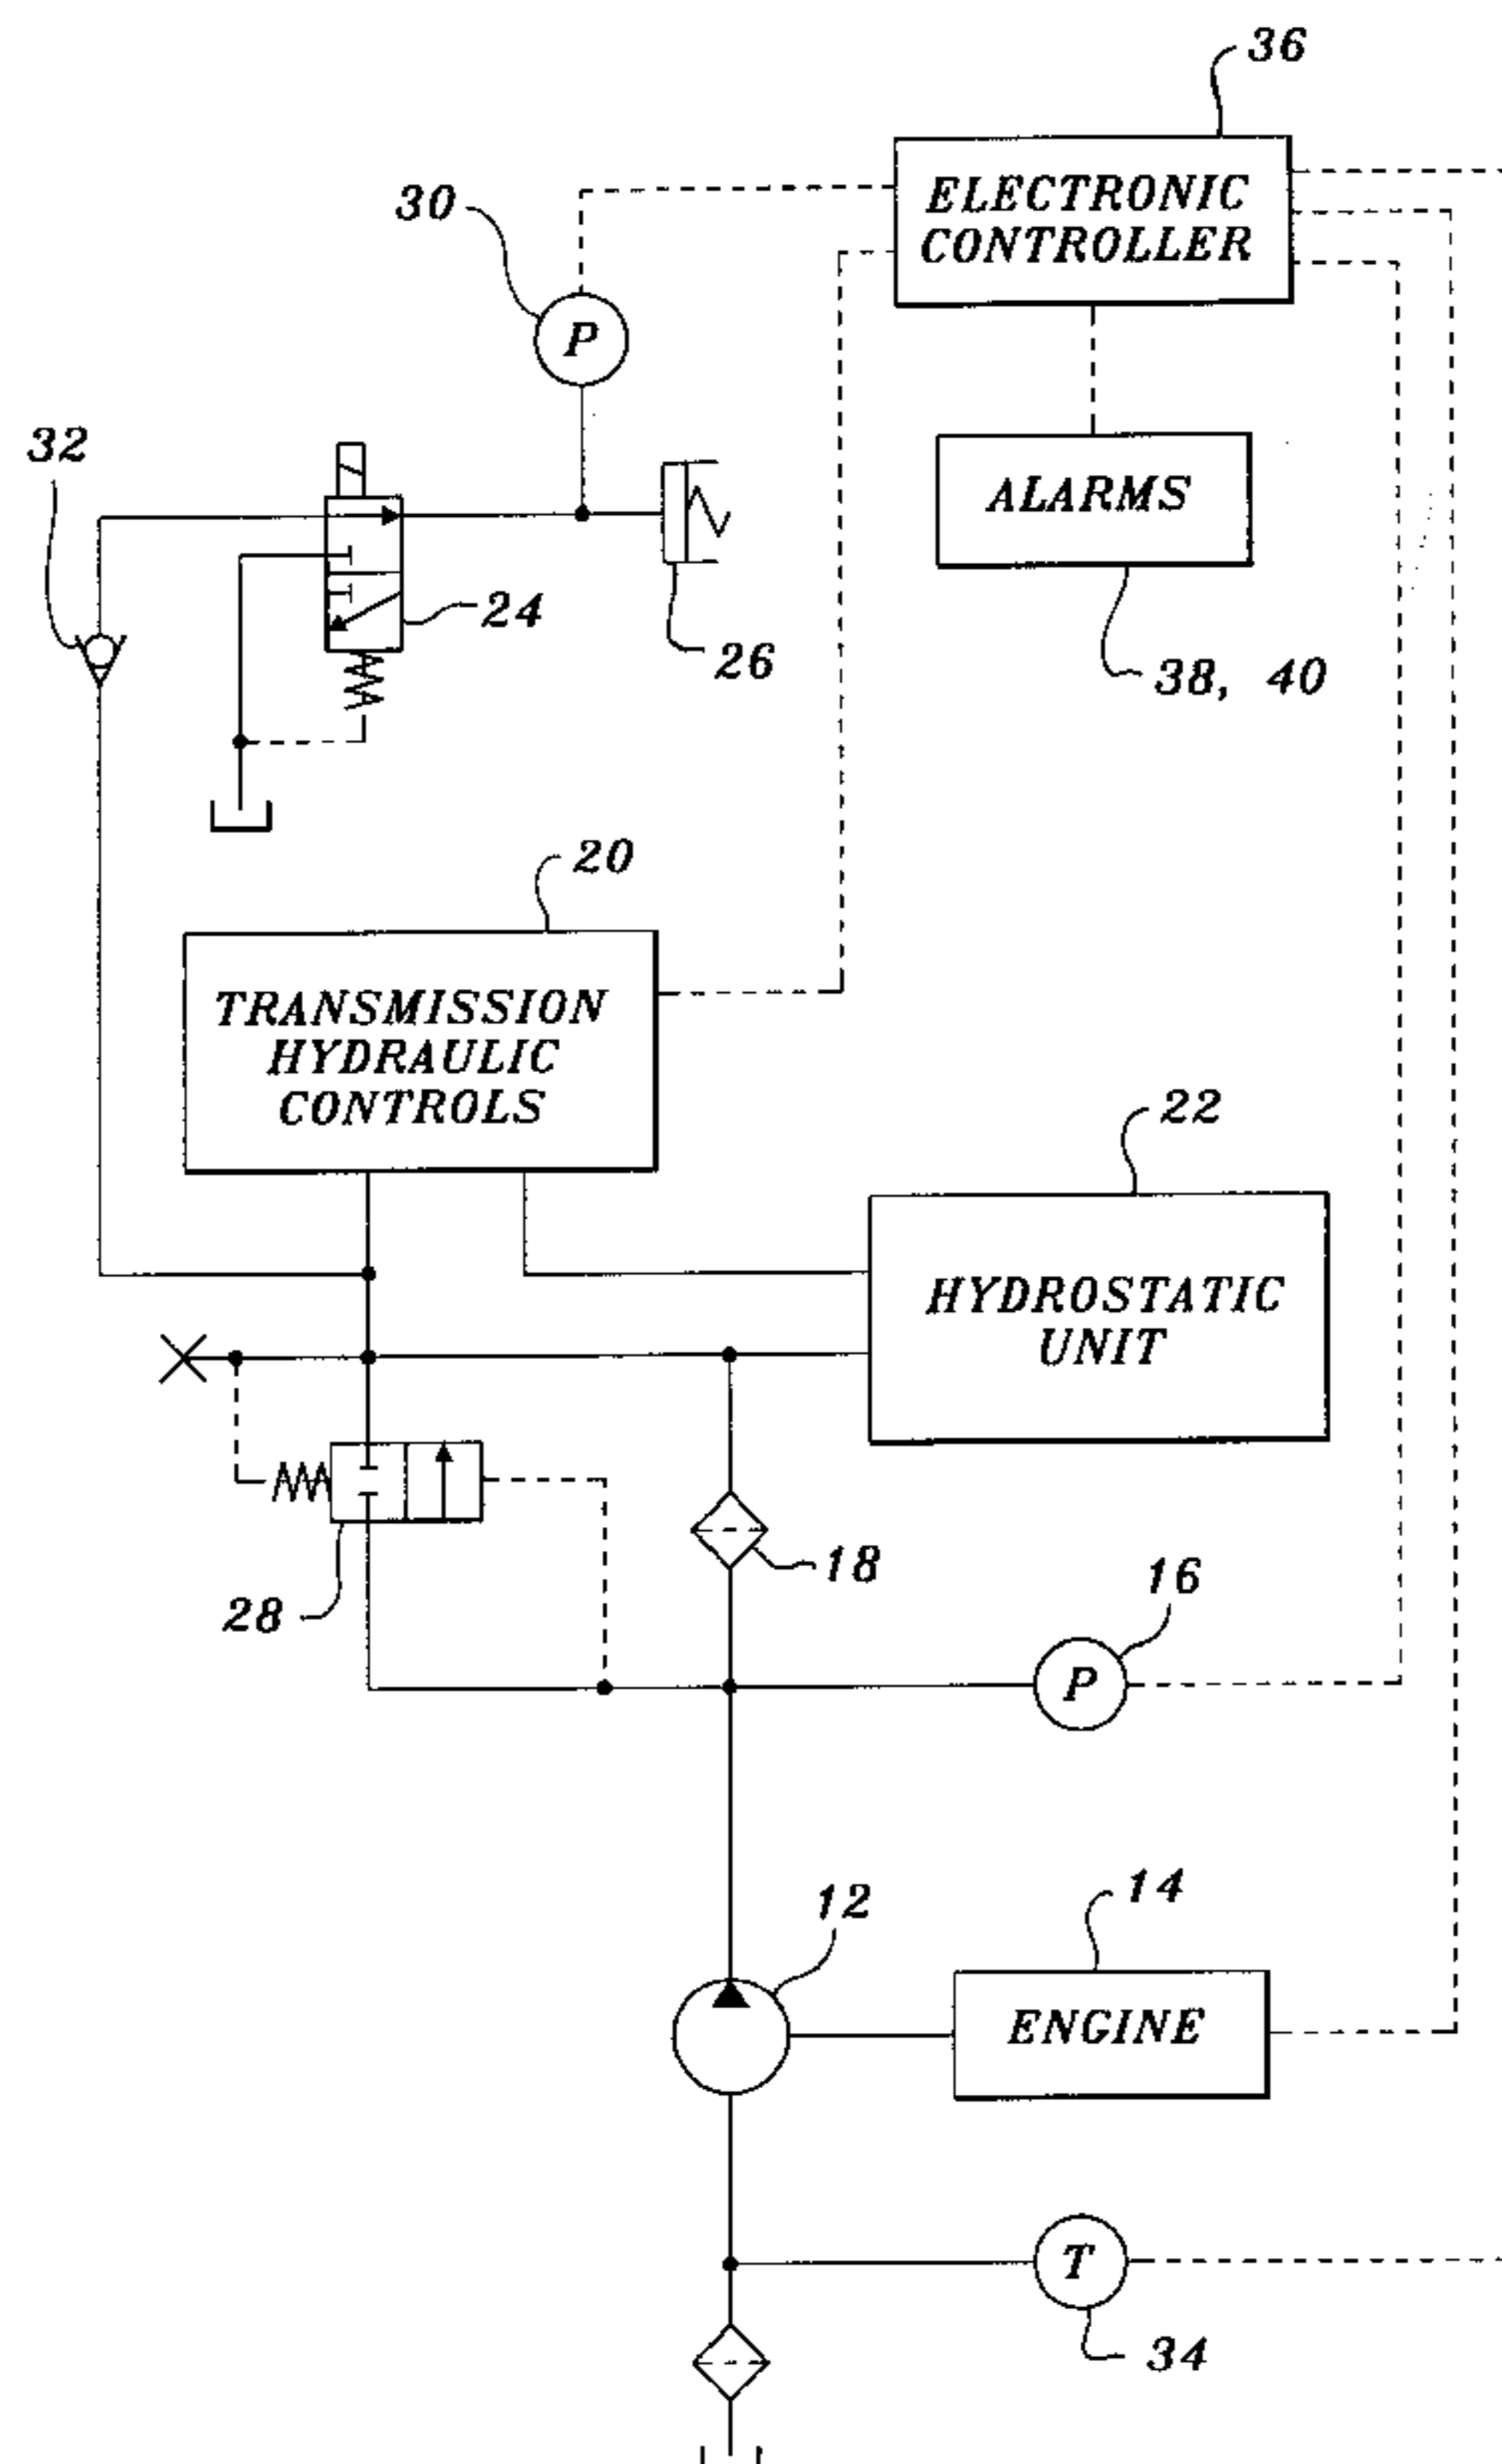 36
ELECTRONIC
CONTROLLER
30
P
32
ALARMS
24
26
38, 40
20
TRANSMISSION
HYDRAULIC
CONTROLS
22
HYDROSTATIC
UNIT
18
16
28
P
12
14
ENGINE
T
34